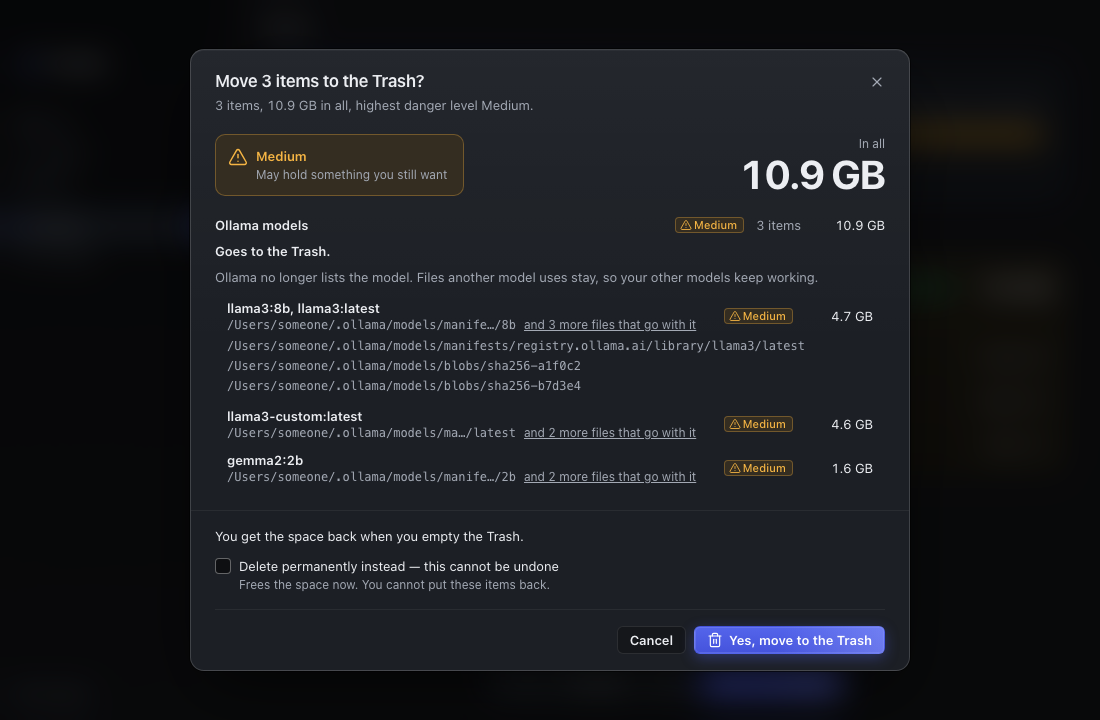 Move 3 items to the Trash?
3 items, 10.9 GB in all, highest danger level Medium.
Medium
May hold something you still want
In all
10.9 GB
Ollama models Medium 3 items 10.9 GB
Goes to the Trash.
Ollama no longer lists the model. Files another model uses stay, so your other models keep working.
llama3:8b, llama3:latest
/Users/someone/.ollama/models/manife…/8b and 3 more files that go with it Medium 4.7 GB
/Users/someone/.ollama/models/manifests/registry.ollama.ai/library/llama3/latest
/Users/someone/.ollama/models/blobs/sha256-a1f0c2
/Users/someone/.ollama/models/blobs/sha256-b7d3e4
llama3-custom:latest
/Users/someone/.ollama/models/ma…/latest and 2 more files that go with it Medium 4.6 GB
gemma2:2b
/Users/someone/.ollama/models/manife…/2b and 2 more files that go with it Medium 1.6 GB
You get the space back when you empty the Trash.
Delete permanently instead — this cannot be undone
Frees the space now. You cannot put these items back.
Cancel Yes, move to the Trash